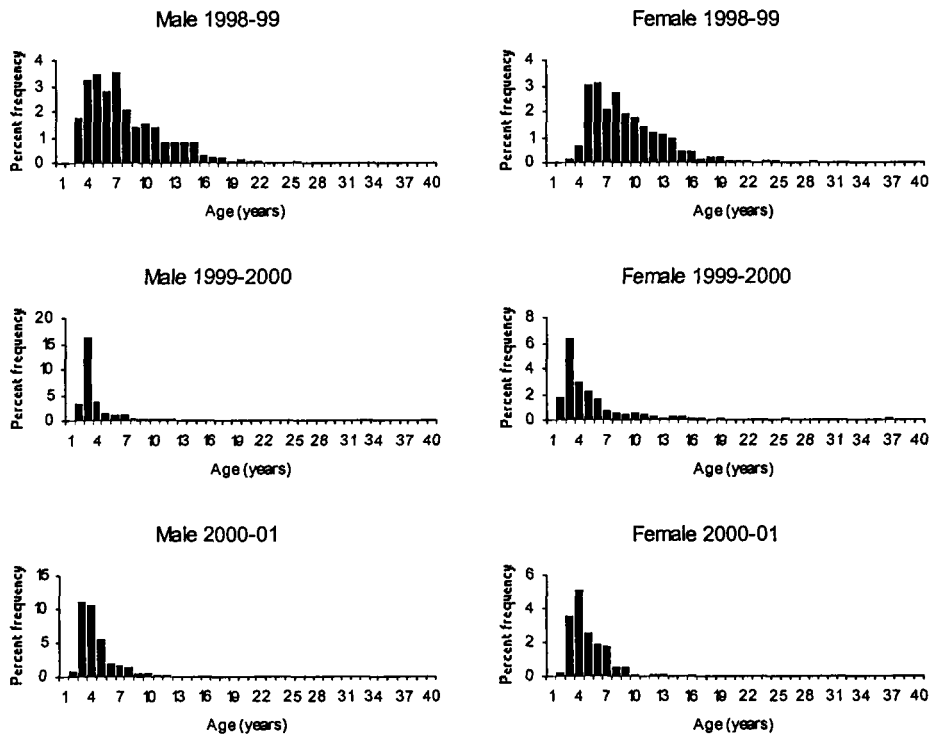 Male 1998-99
Percent frequency
4
3
2
1
0
1 4 7 10 13 16 19 22 25 28 31 34 37 40
Age (years)
Female 1998-99
Percent frequency
4
3
2
1
0
1 4 7 10 13 16 19 22 25 28 31 34 37 40
Age (years)
Male 1999-2000
Percent frequency
20
15
10
5
0
1 4 7 10 13 16 19 22 25 28 31 34 37 40
Age (years)
Female 1999-2000
Percent frequency
8
6
4
2
0
1 4 7 10 13 16 19 22 25 28 31 34 37 40
Age (years)
Male 2000-01
Percent frequency
15
10
5
0
1 4 7 10 13 16 19 22 25 28 31 34 37 40
Age (years)
Female 2000-01
Percent frequency
6
4
2
0
1 4 7 10 13 16 19 22 25 28 31 34 37 40
Age (years)